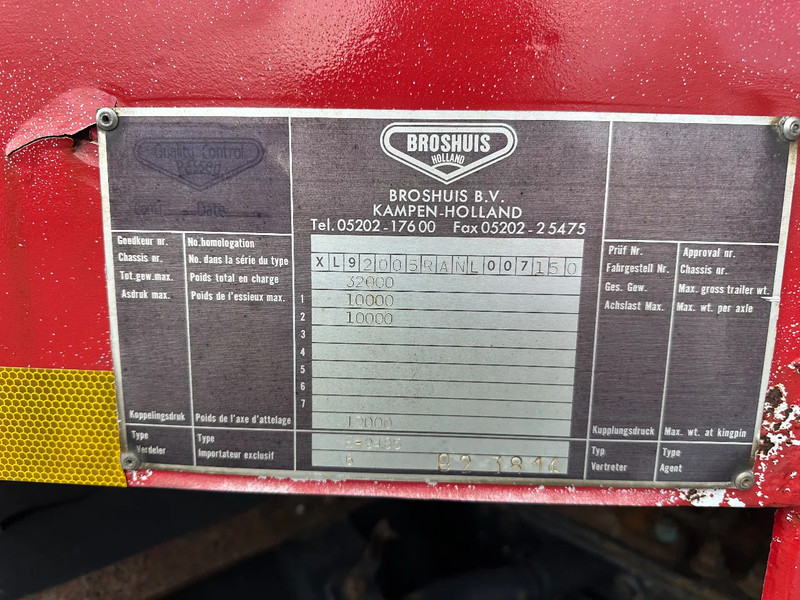 Quality Control
Date
BROSHUIS
HOLLAND
BROSHUIS B.V.
KAMPEN-HOLLAND
Tel. 05202-17600 Fax 05202-25475
Goedkeur nr. No. homologation
Chassis nr. No. dans la série du type
Tot. gew. max. Poids total en charge
Asdruk max. Poids de l'essieux max.
XL92005RANL007150
32000
1 10000
2 10000
3
4
5
6
7
Koppelingsdruk Poids de l'axe d'attelage
12000
Type Type
Verdeler Importateur exclusif
Prüf Nr. Approval nr.
Fahrgestell Nr. Chassis nr.
Ges. Gew. Max. gross trailer wt.
Achslast Max. Max. wt. per axle
Kupplungsdruck Max. wt. at kingpin
Typ Type
Vertreter Agent